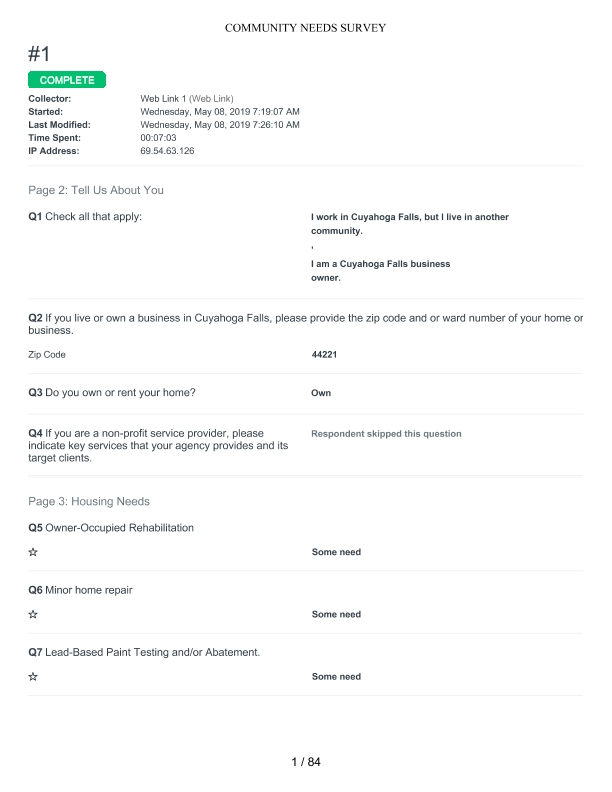 COMMUNITY NEEDS SURVEY
#1
COMPLETE
Collector: Web Link 1 (Web Link)
Started: Wednesday, May 08, 2019 7:19:07 AM
Last Modified: Wednesday, May 08, 2019 7:26:10 AM
Time Spent: 00:07:03
IP Address: 69.54.63.126
Page 2: Tell Us About You
Q1 Check all that apply: I work in Cuyahoga Falls, but I live in another
community.
,
I am a Cuyahoga Falls business
owner.
Q2 If you live or own a business in Cuyahoga Falls, please provide the zip code and or ward number of your home or
business.
Zip Code 44221
Q3 Do you own or rent your home? Own
Q4 If you are a non-profit service provider, please Respondent skipped this question
indicate key services that your agency provides and its
target clients.
Page 3: Housing Needs
Q5 Owner-Occupied Rehabilitation
☆ Some need
Q6 Minor home repair
☆ Some need
Q7 Lead-Based Paint Testing and/or Abatement.
☆ Some need
1 / 84